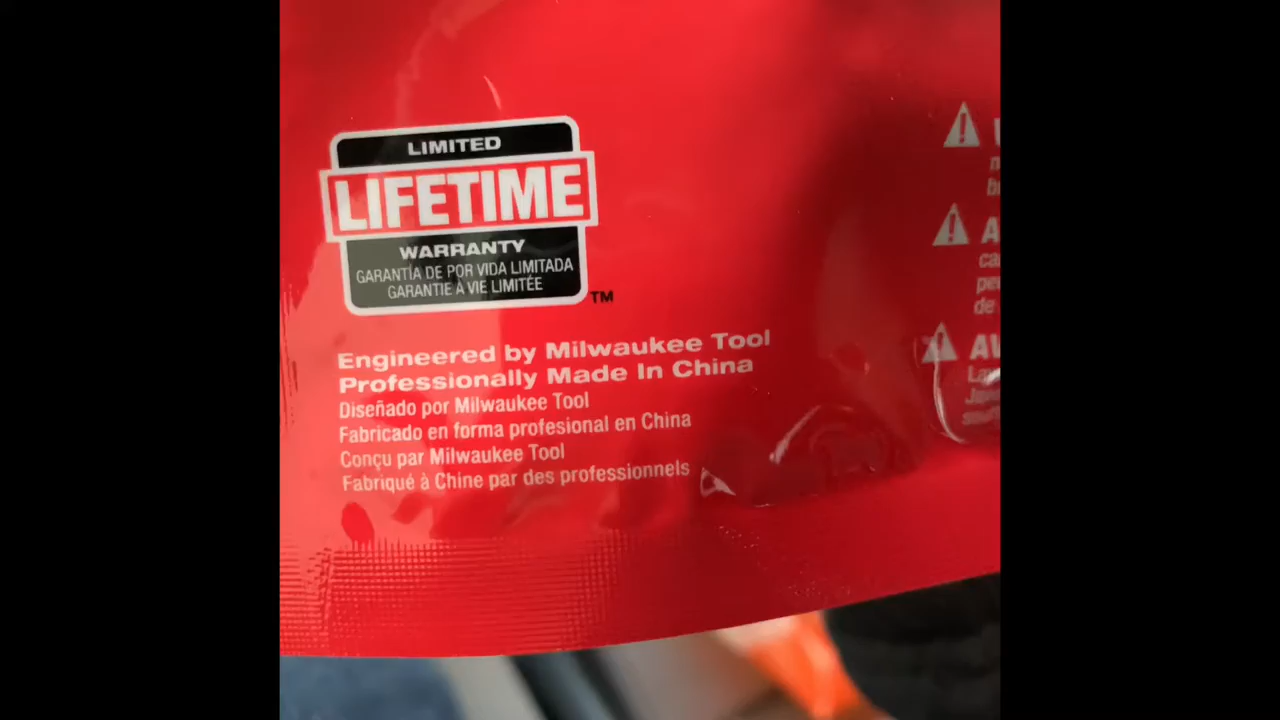 LIMITED
LIFETIME
WARRANTY
GARANTÍA DE POR VIDA LIMITADA
GARANTIE À VIE LIMITÉE
TM
Engineered by Milwaukee Tool
Professionally Made In China
Diseñado por Milwaukee Tool
Fabricado en forma profesional en China
Conçu par Milwaukee Tool
Fabriqué à Chine par des professionnels
de